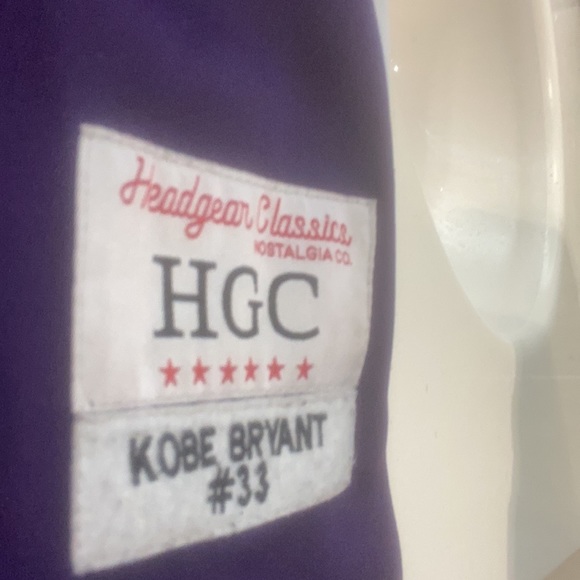 Headgear Classics
NOSTALGIA CO.
HGC
KOBE BRYANT
#33